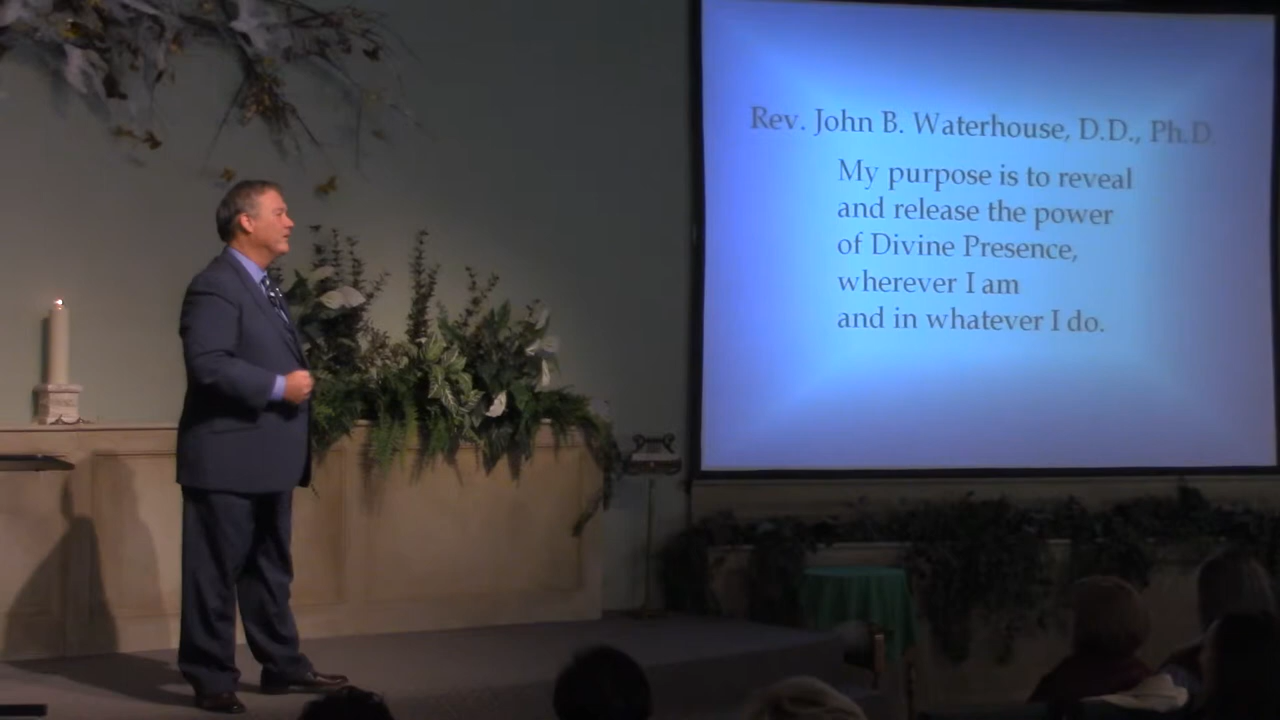 Rev. John B. Waterhouse, D.D., Ph.D
My purpose is to reveal
and release the power
of Divine Presence,
wherever I am
and in whatever I do.